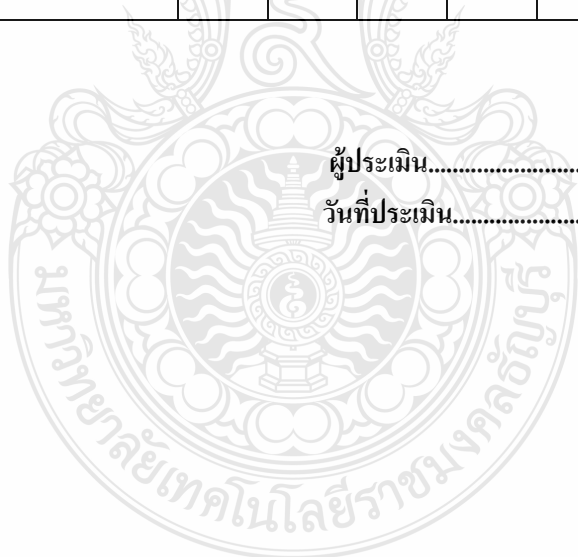 ผู้ประเมิน........................
วันที่ประเมิน....................
มหาวิทยาลัยเทคโนโลยีราชมงคลธัญบุรี